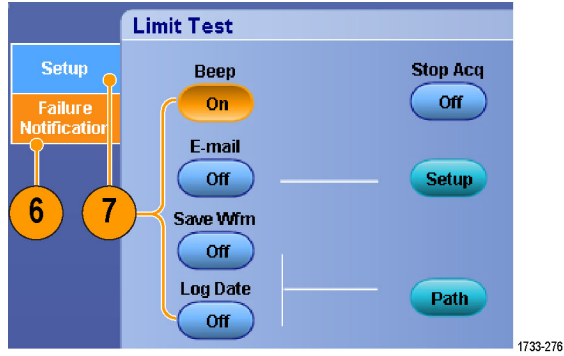 Limit Test
Setup
Failure
Notification
Beep
On
Stop Acq
Off
E-mail
Off
Setup
Save Wfm
Off
Log Date
Off
Path
6
7
1733-276